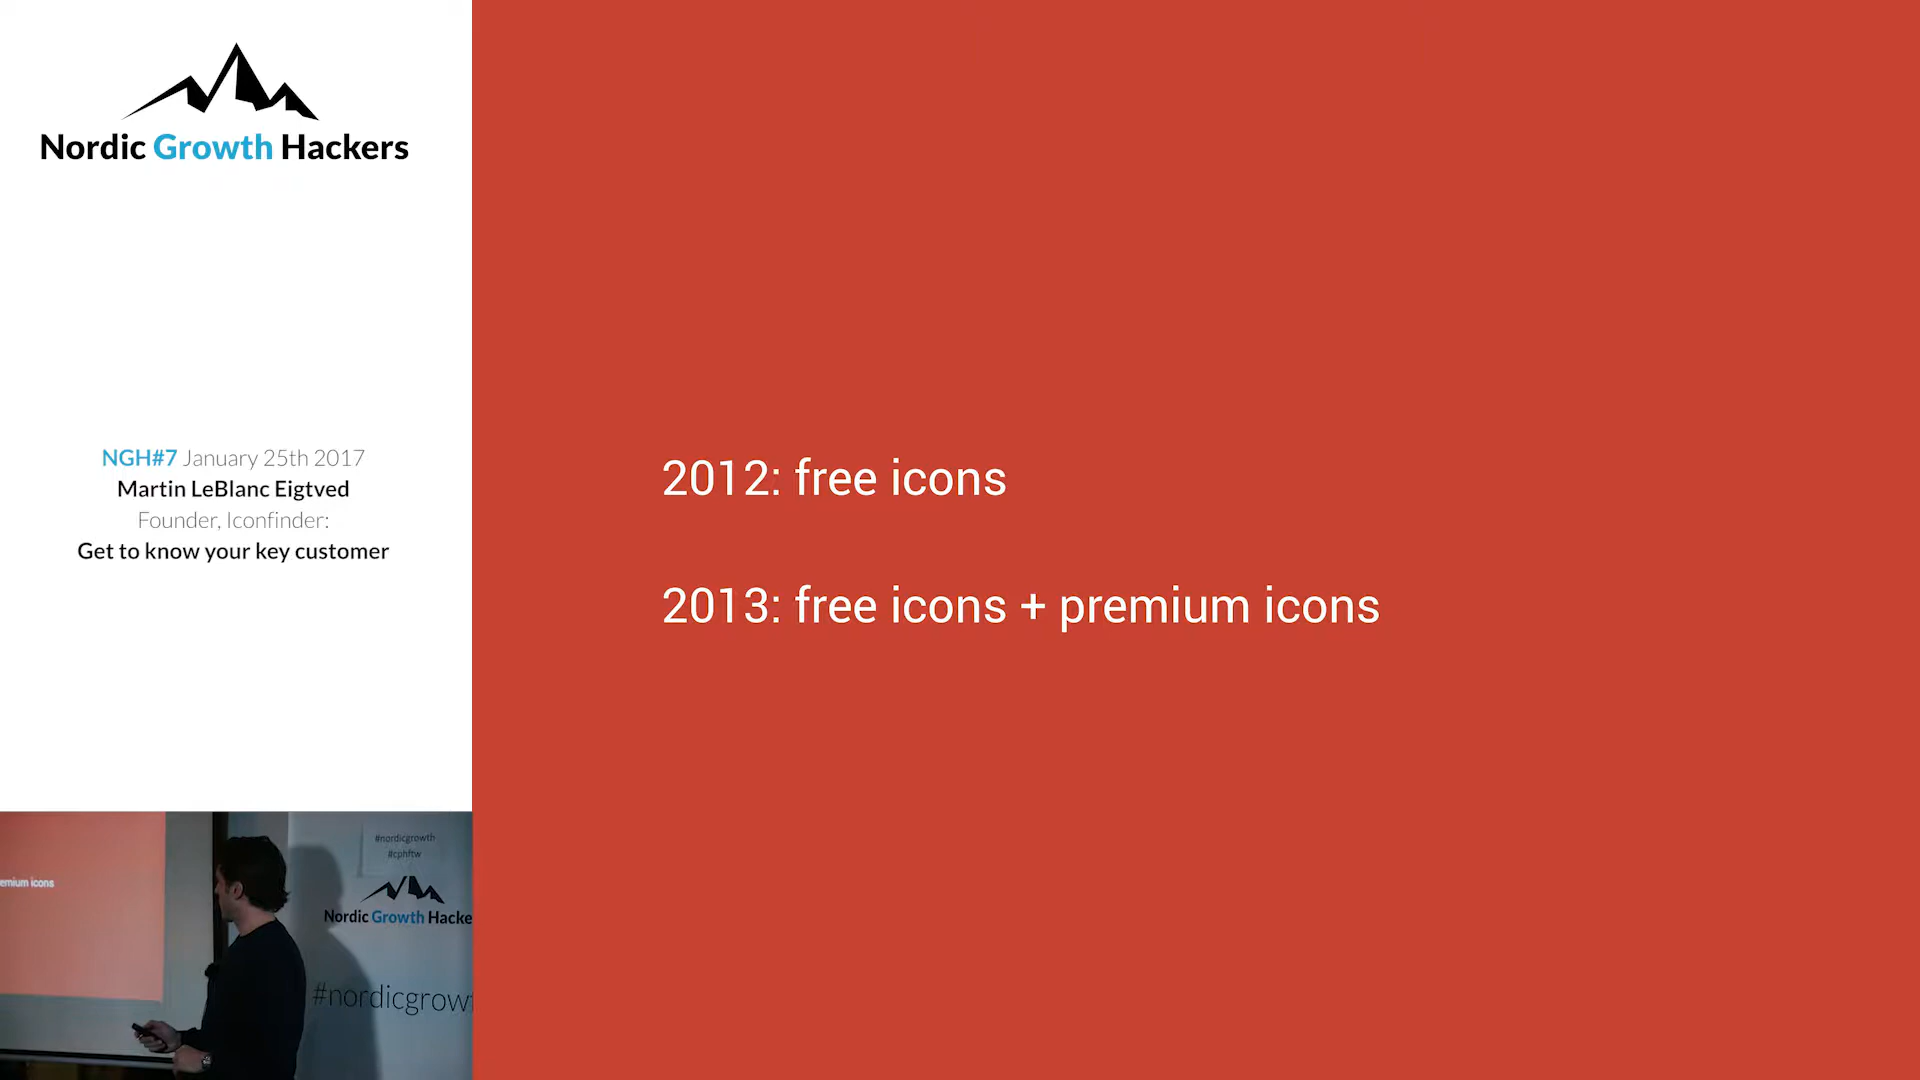 Nordic Growth Hackers
NGH#7 January 25th 2017
Martin LeBlanc Eigtved
Founder, Iconfinder:
Get to know your key customer
2012: free icons
2013: free icons + premium icons
emium icons
#nordicgrowth
#cphftw
Nordic Growth Hacke
#nordicgrowt